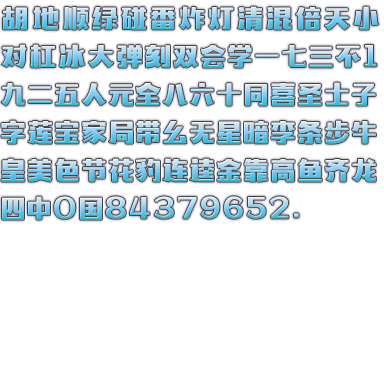 胡地顺绿碰番炸灯清混倍天小
对杠冰大弹刻双会学一七三不1
九二五人元全八六十同喜圣士子
字莲宝家局带幺无星暗李条步牛
皇美色节花豹连逵金靠高鱼齐龙
四中0国84379652.